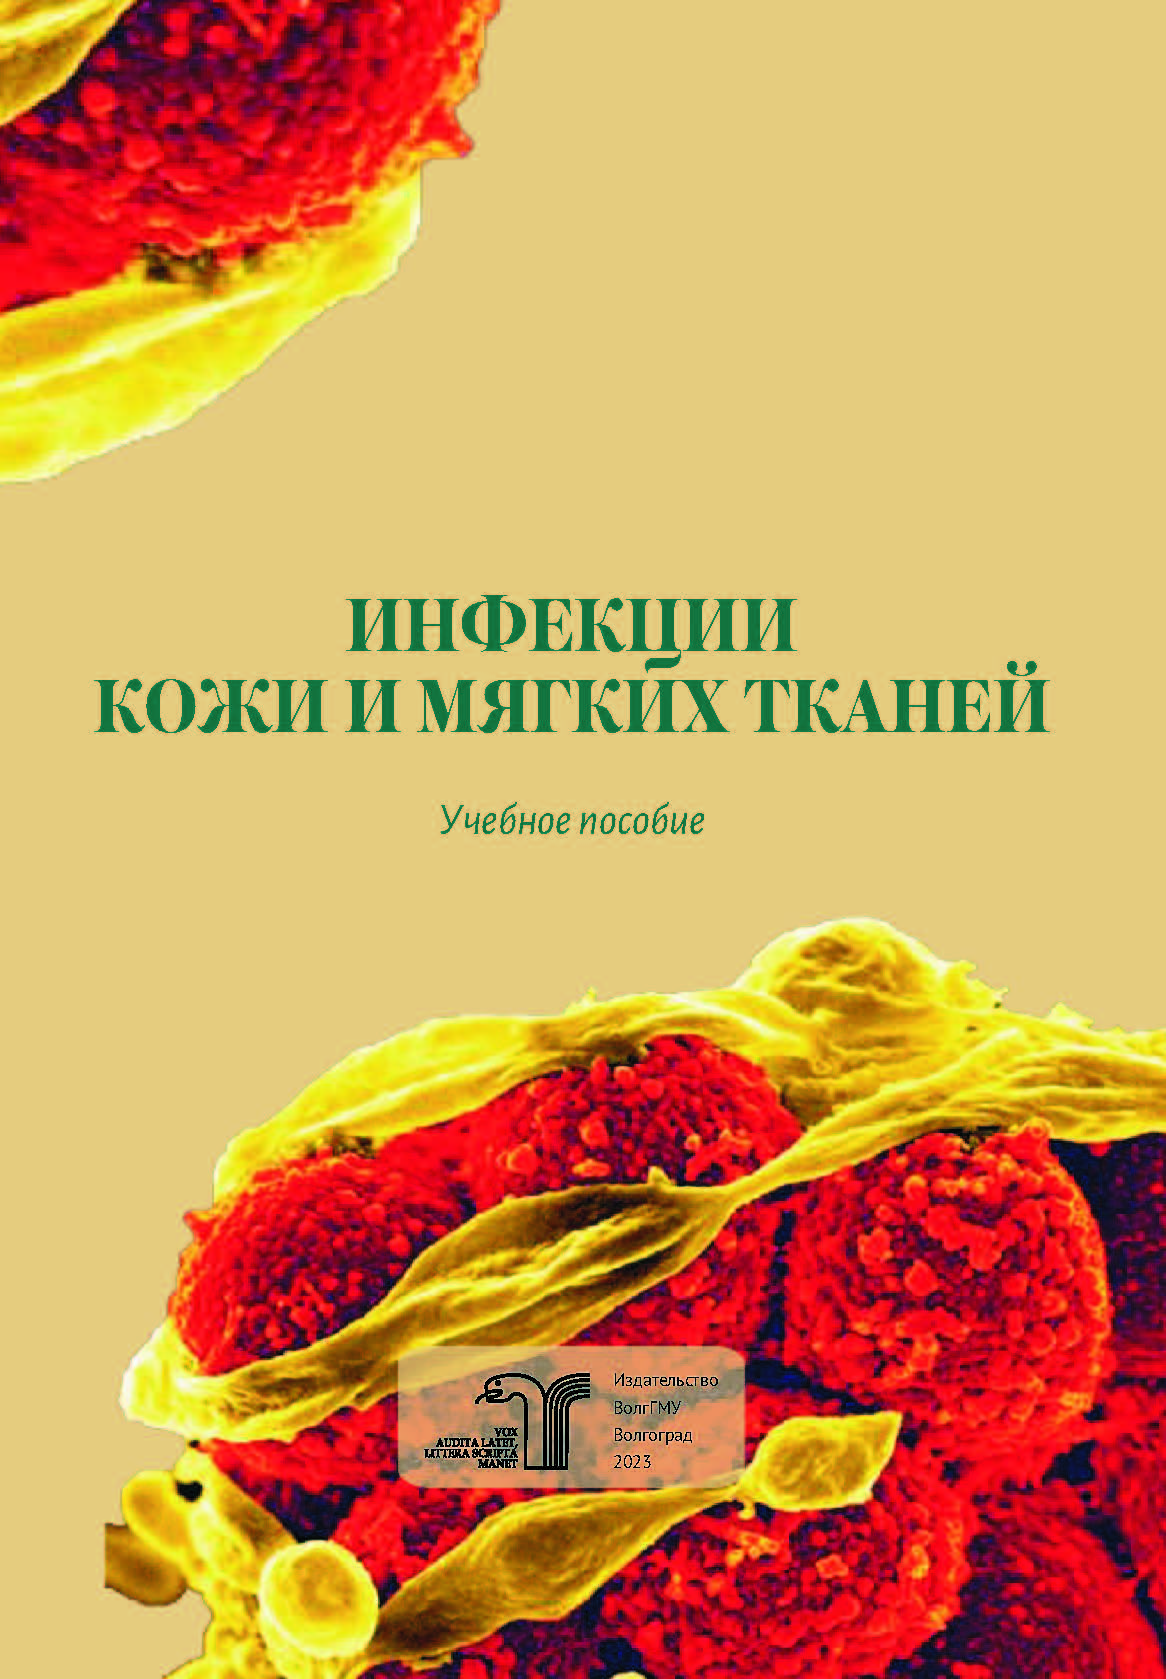 ИНФЕКЦИИ
КОЖИ И МЯГКИХ ТКАНЕЙ
Учебное пособие
VOX
AUDITA LATET,
LITTERA SCRIPTA
MANET
Издательство
ВолгГМУ
Волгоград
2023